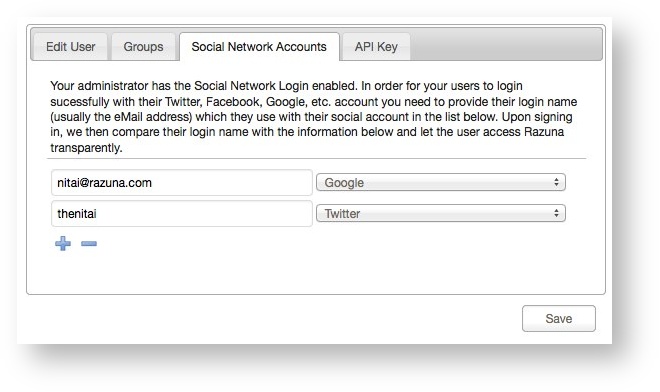 Edit User Groups Social Network Accounts API Key
Your administrator has the Social Network Login enabled. In order for your users to login
sucessfully with their Twitter, Facebook, Google, etc. account you need to provide their login name
(usually the eMail address) which they use with their social account in the list below. Upon signing
in, we then compare their login name with the information below and let the user access Razuna
transparently.
nitai@razuna.com Google
thenitai Twitter
Save